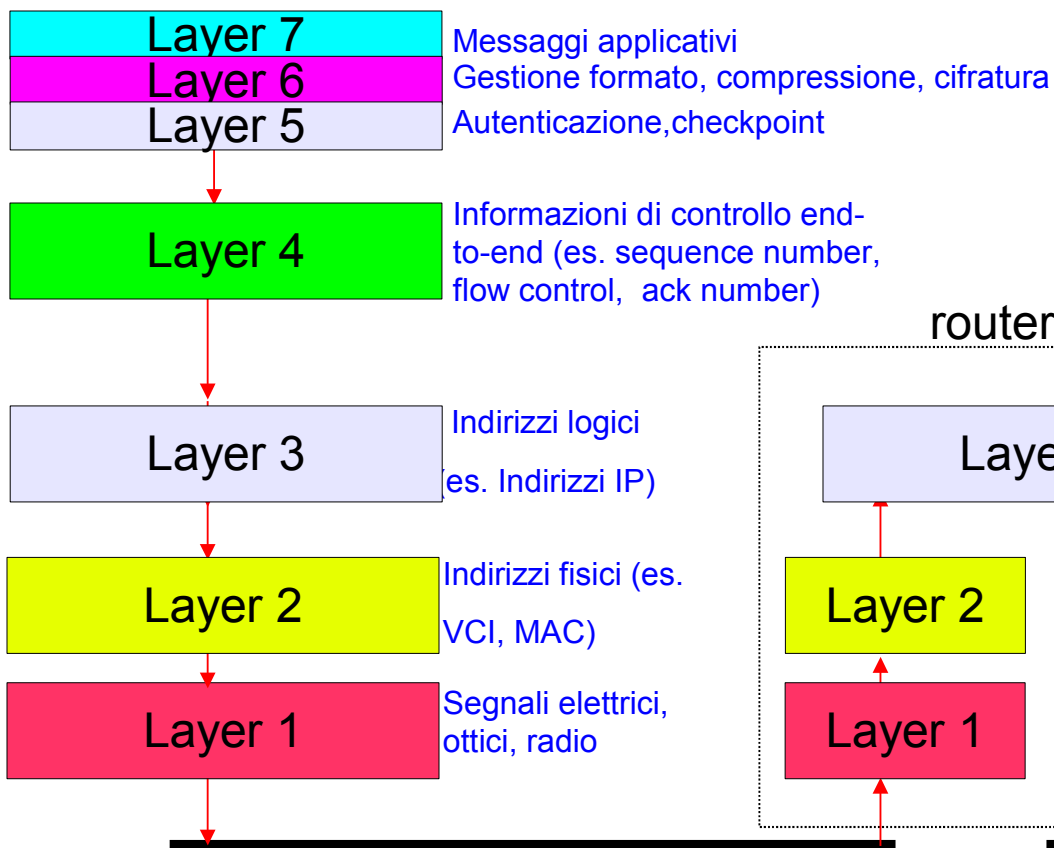 Layer 7
Messaggi applicativi
Layer 6
Gestione formato, compressione, cifratura
Layer 5
Autenticazione,checkpoint
Layer 4
Informazioni di controllo end-
to-end (es. sequence number,
flow control, ack number)
router
Layer 3
Indirizzi logici
(es. Indirizzi IP)
Laye
Layer 2
Indirizzi fisici (es.
VCI, MAC)
Layer 2
Layer 1
Segnali elettrici,
ottici, radio
Layer 1